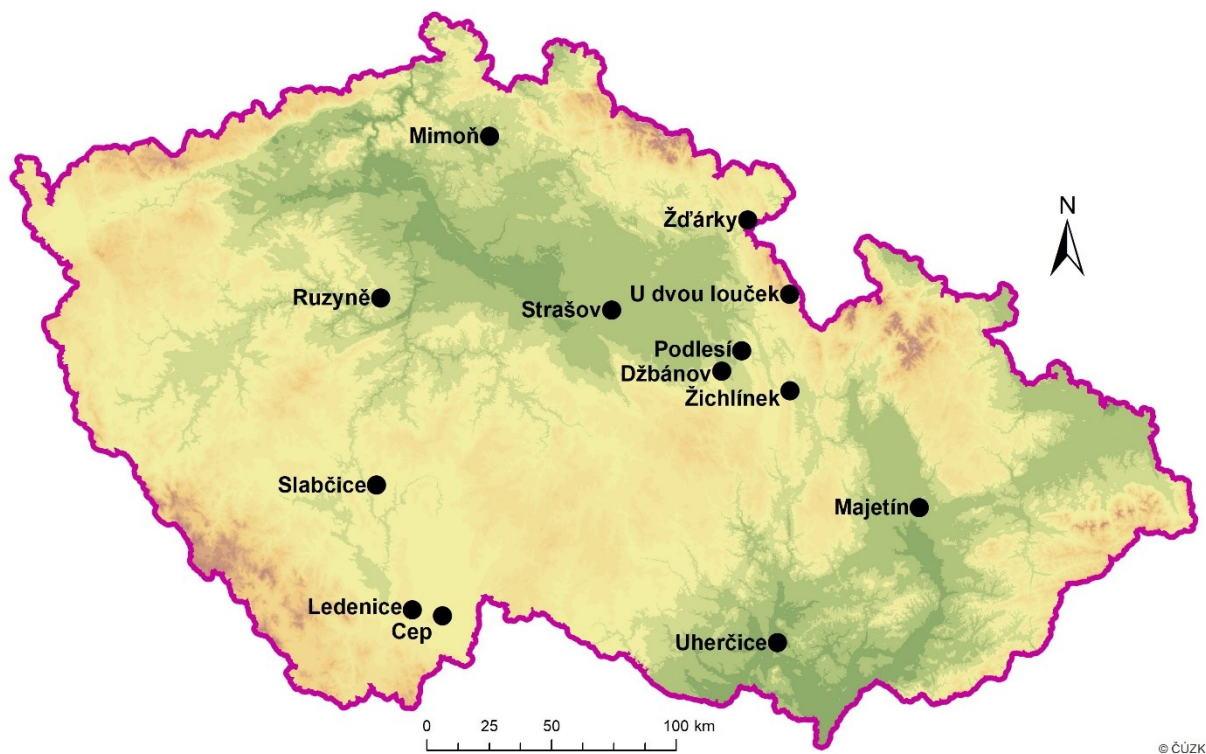 Mimoň
Žďárky
N
Ruzyně
Strašov
U dvou louček
Podlesí
Džbánov
Žichlínek
Slabčice
Majetín
Ledenice
Cep
Uherčice
0 25 50 100 km
© ČÚZK